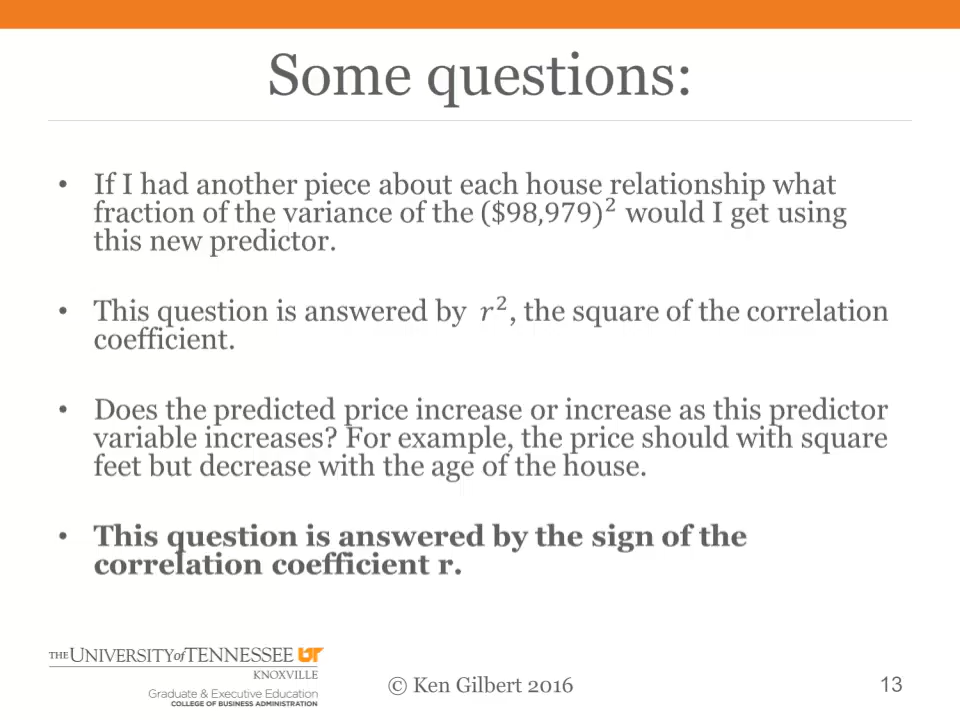 Some questions:
• If I had another piece about each house relationship what
fraction of the variance of the ($98,979)² would I get using
this new predictor.
• This question is answered by r², the square of the correlation
coefficient.
• Does the predicted price increase or increase as this predictor
variable increases? For example, the price should with square
feet but decrease with the age of the house.
• This question is answered by the sign of the
correlation coefficient r.
THE UNIVERSITY of TENNESSEE UT
KNOXVILLE
Graduate & Executive Education
COLLEGE OF BUSINESS ADMINISTRATION
© Ken Gilbert 2016
13